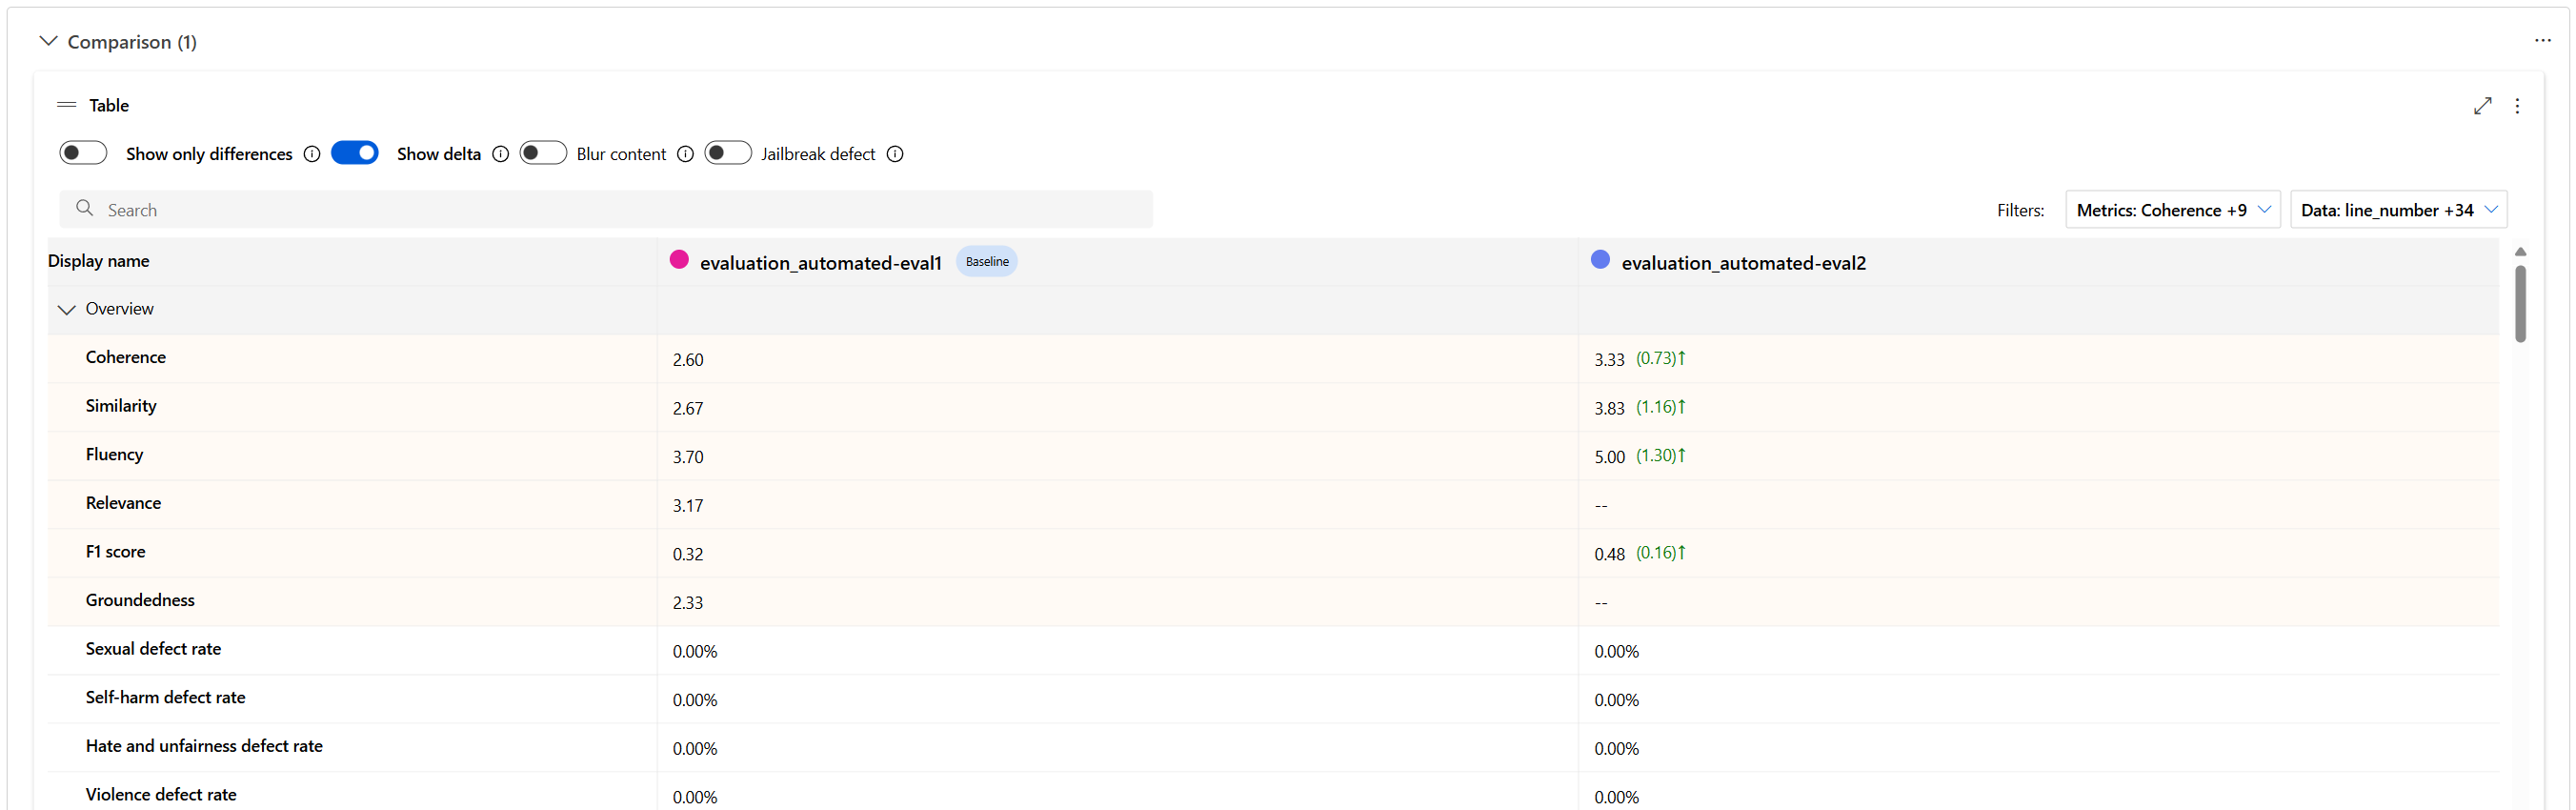 Comparison (1)
Table
Show only differences Show delta Blur content Jailbreak defect
Search Filters: Metrics: Coherence +9 Data: line_number +34
Display name evaluation_automated-eval1 Baseline evaluation_automated-eval2
Overview
Coherence 2.60 3.33 (0.73)↑
Similarity 2.67 3.83 (1.16)↑
Fluency 3.70 5.00 (1.30)↑
Relevance 3.17 --
F1 score 0.32 0.48 (0.16)↑
Groundedness 2.33 --
Sexual defect rate 0.00% 0.00%
Self-harm defect rate 0.00% 0.00%
Hate and unfairness defect rate 0.00% 0.00%
Violence defect rate 0.00% 0.00%